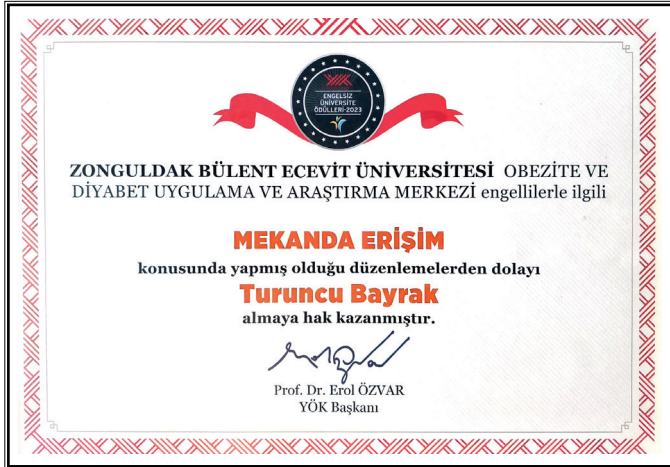 ENGELSİZ
ÜNİVERSİTE
ÖDÜLLERİ-2023
ZONGULDAK BÜLENT ECEVİT ÜNİVERSİTESİ OBEZİTE VE
DİYABET UYGULAMA VE ARAŞTIRMA MERKEZİ engellilerle ilgili
MEKANDA ERİŞİM
konusunda yapmış olduğu düzenlemelerden dolayı
Turuncu Bayrak
almaya hak kazanmıştır.
Prof. Dr. Erol ÖZVAR
YÖK Başkanı